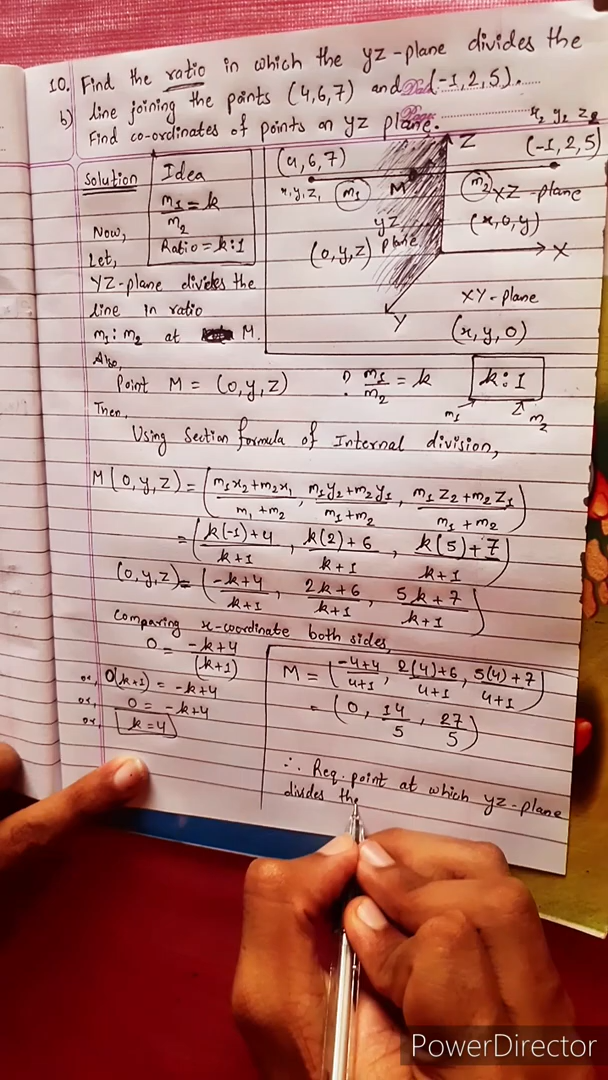 10. Find the ratio in which the yz-plane divides the
b) line joining the points (4,6,7) and (-1,2,5).
Find co-ordinates of points on yz plane.
Solution
Idea
m1/m2 = k
Ratio = k:1
Now,
Let,
YZ-plane divides the
line in ratio
m1 : m2 at M.
(4,6,7)
x1 y1 z1
m1
M
m2
x2 y2 z2
(-1,2,5)
Z
XZ-plane
(x,0,y)
yz
plane
(0,y,z)
X
Y
XY-plane
(x,y,0)
Also,
Point M = (0,y,z)
∵ m1/m2 = k
k:1
m1
m2
Then,
Using Section formula of Internal division,
M(0,y,z) = ((m1x2+m2x1)/(m1+m2), (m1y2+m2y1)/(m1+m2), (m1z2+m2z1)/(m1+m2))
= ((k(-1)+4)/(k+1), (k(2)+6)/(k+1), (k(5)+7)/(k+1))
(0,y,z) = ((-k+4)/(k+1), (2k+6)/(k+1), (5k+7)/(k+1))
Comparing x-coordinate both sides,
0 = (-k+4)/(k+1)
or, 0(k+1) = -k+4
or, 0 = -k+4
or, k=4
M = ((-4+4)/(4+1), (2(4)+6)/(4+1), (5(4)+7)/(4+1))
= (0, 14/5, 27/5)
∴ Req. point at which yz-plane
divides the
PowerDirector